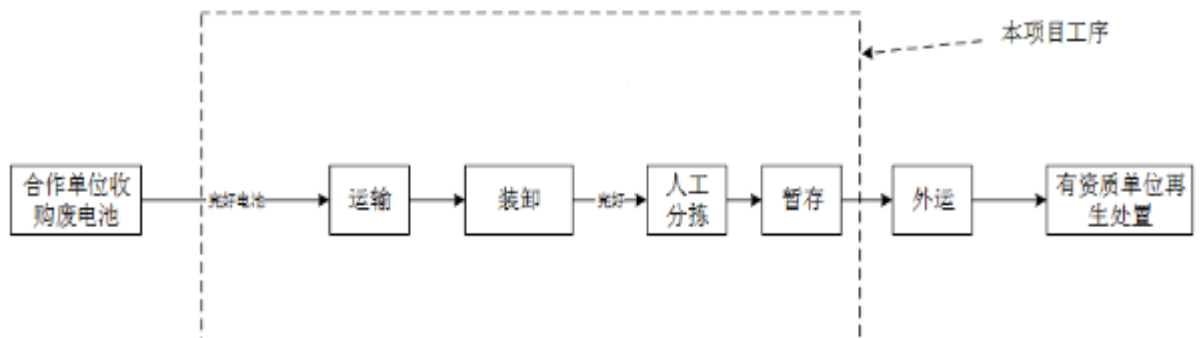 本项目工序
合作单位收
购废电池
完好电池
运输
装卸
完好
人工
分拣
暂存
外运
有资质单位再
生处置